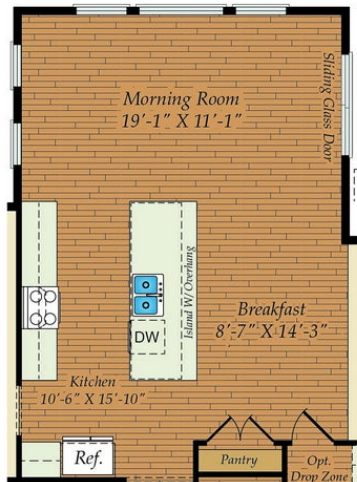 Morning Room
19'-1" X 11'-1"
Sliding Glass Door
Island W/Overhang
DW
Breakfast
8'-7" X 14'-3"
Kitchen
10'-6" X 15'-10"
Ref.
Pantry
Opt.
Drop Zone